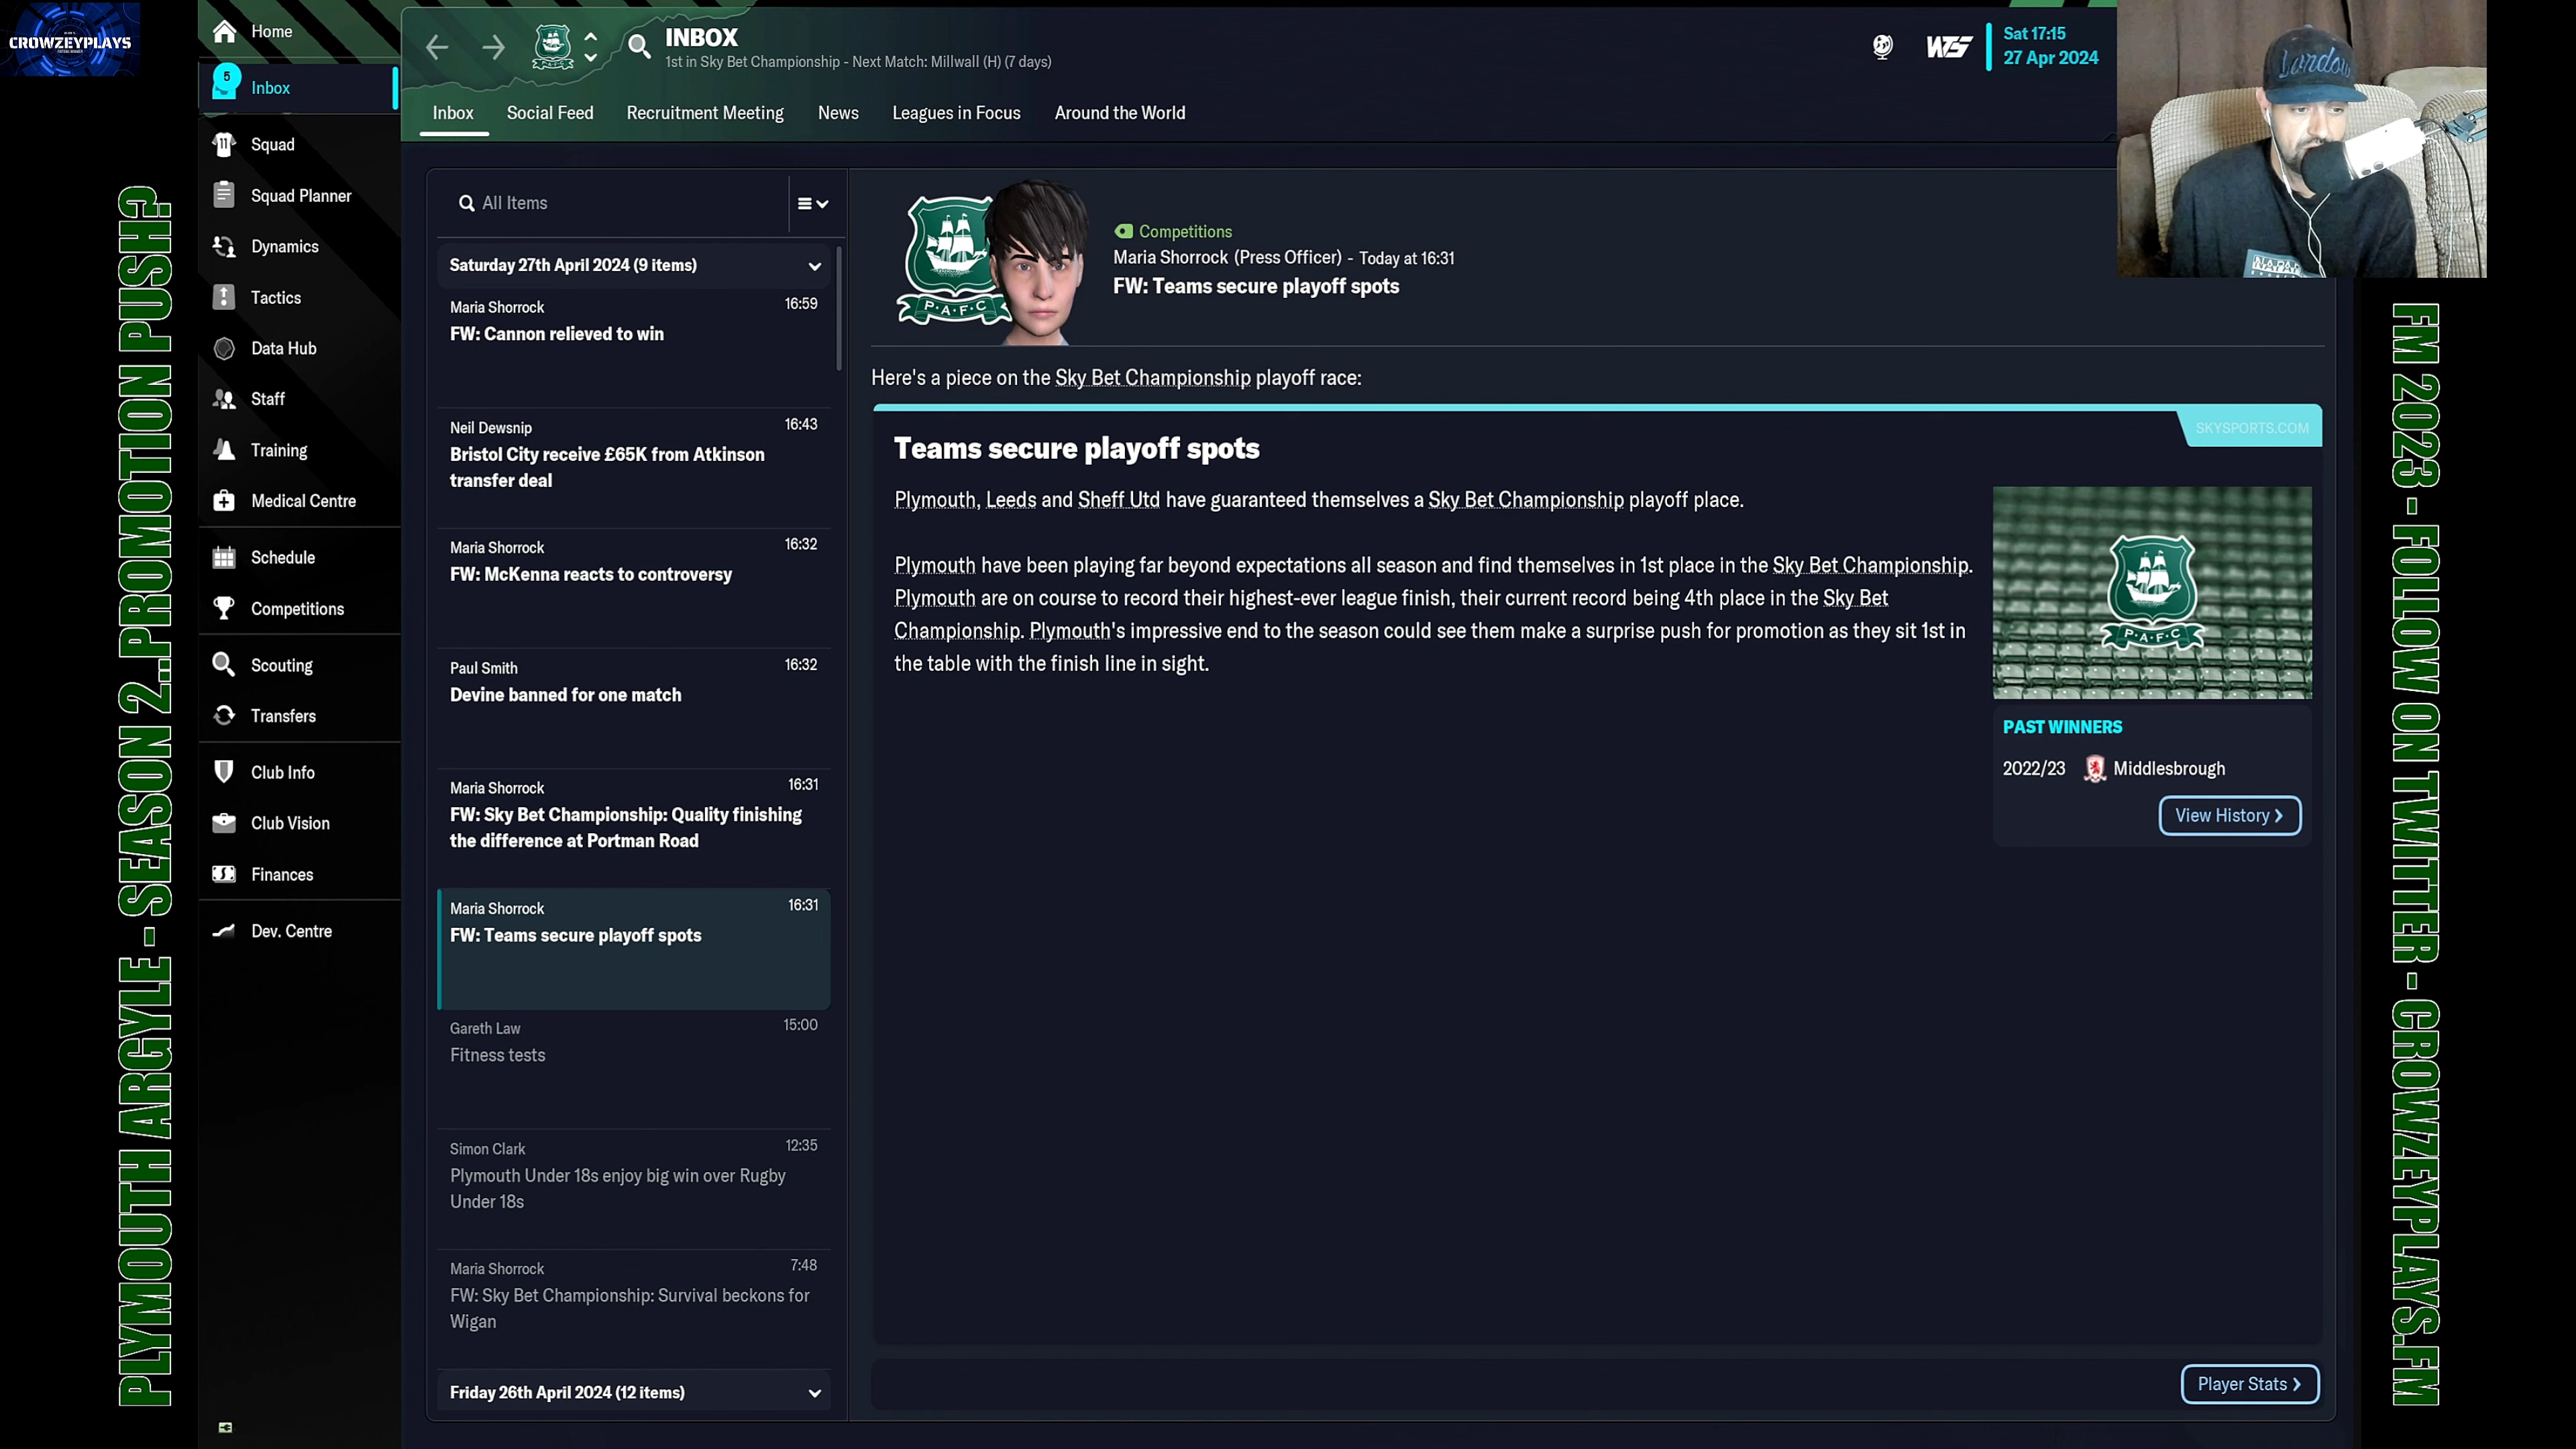 CROWZEYPLAYS
PLYMOUTH ARGYLE - SEASON 2..PROMOTION PUSH?
Home
5
Inbox
11
Squad
Squad Planner
Dynamics
Tactics
Data Hub
Staff
Training
Medical Centre
Schedule
Competitions
Scouting
Transfers
Club Info
Club Vision
Finances
Dev. Centre
INBOX
1st in Sky Bet Championship - Next Match: Millwall (H) (7 days)
WTS
Sat 17:15
27 Apr 2024
London
Inbox
Social Feed
Recruitment Meeting
News
Leagues in Focus
Around the World
All Items
Saturday 27th April 2024 (9 items)
Maria Shorrock
16:59
FW: Cannon relieved to win
Neil Dewsnip
16:43
Bristol City receive £65K from Atkinson
transfer deal
Maria Shorrock
16:32
FW: McKenna reacts to controversy
Paul Smith
16:32
Devine banned for one match
Maria Shorrock
16:31
FW: Sky Bet Championship: Quality finishing
the difference at Portman Road
Maria Shorrock
16:31
FW: Teams secure playoff spots
Gareth Law
15:00
Fitness tests
Simon Clark
12:35
Plymouth Under 18s enjoy big win over Rugby
Under 18s
Maria Shorrock
7:48
FW: Sky Bet Championship: Survival beckons for
Wigan
Friday 26th April 2024 (12 items)
P·A·F·C
Competitions
Maria Shorrock (Press Officer) - Today at 16:31
FW: Teams secure playoff spots
Here's a piece on the Sky Bet Championship playoff race:
SKYSPORTS.COM
Teams secure playoff spots
Plymouth, Leeds and Sheff Utd have guaranteed themselves a Sky Bet Championship playoff place.
Plymouth have been playing far beyond expectations all season and find themselves in 1st place in the Sky Bet Championship.
Plymouth are on course to record their highest-ever league finish, their current record being 4th place in the Sky Bet
Championship. Plymouth's impressive end to the season could see them make a surprise push for promotion as they sit 1st in
the table with the finish line in sight.
P·A·F·C
PAST WINNERS
2022/23
Middlesbrough
View History
Player Stats
FM 2023 - FOLLOW ON TWITTER - CROWZEYPLAYS.FM